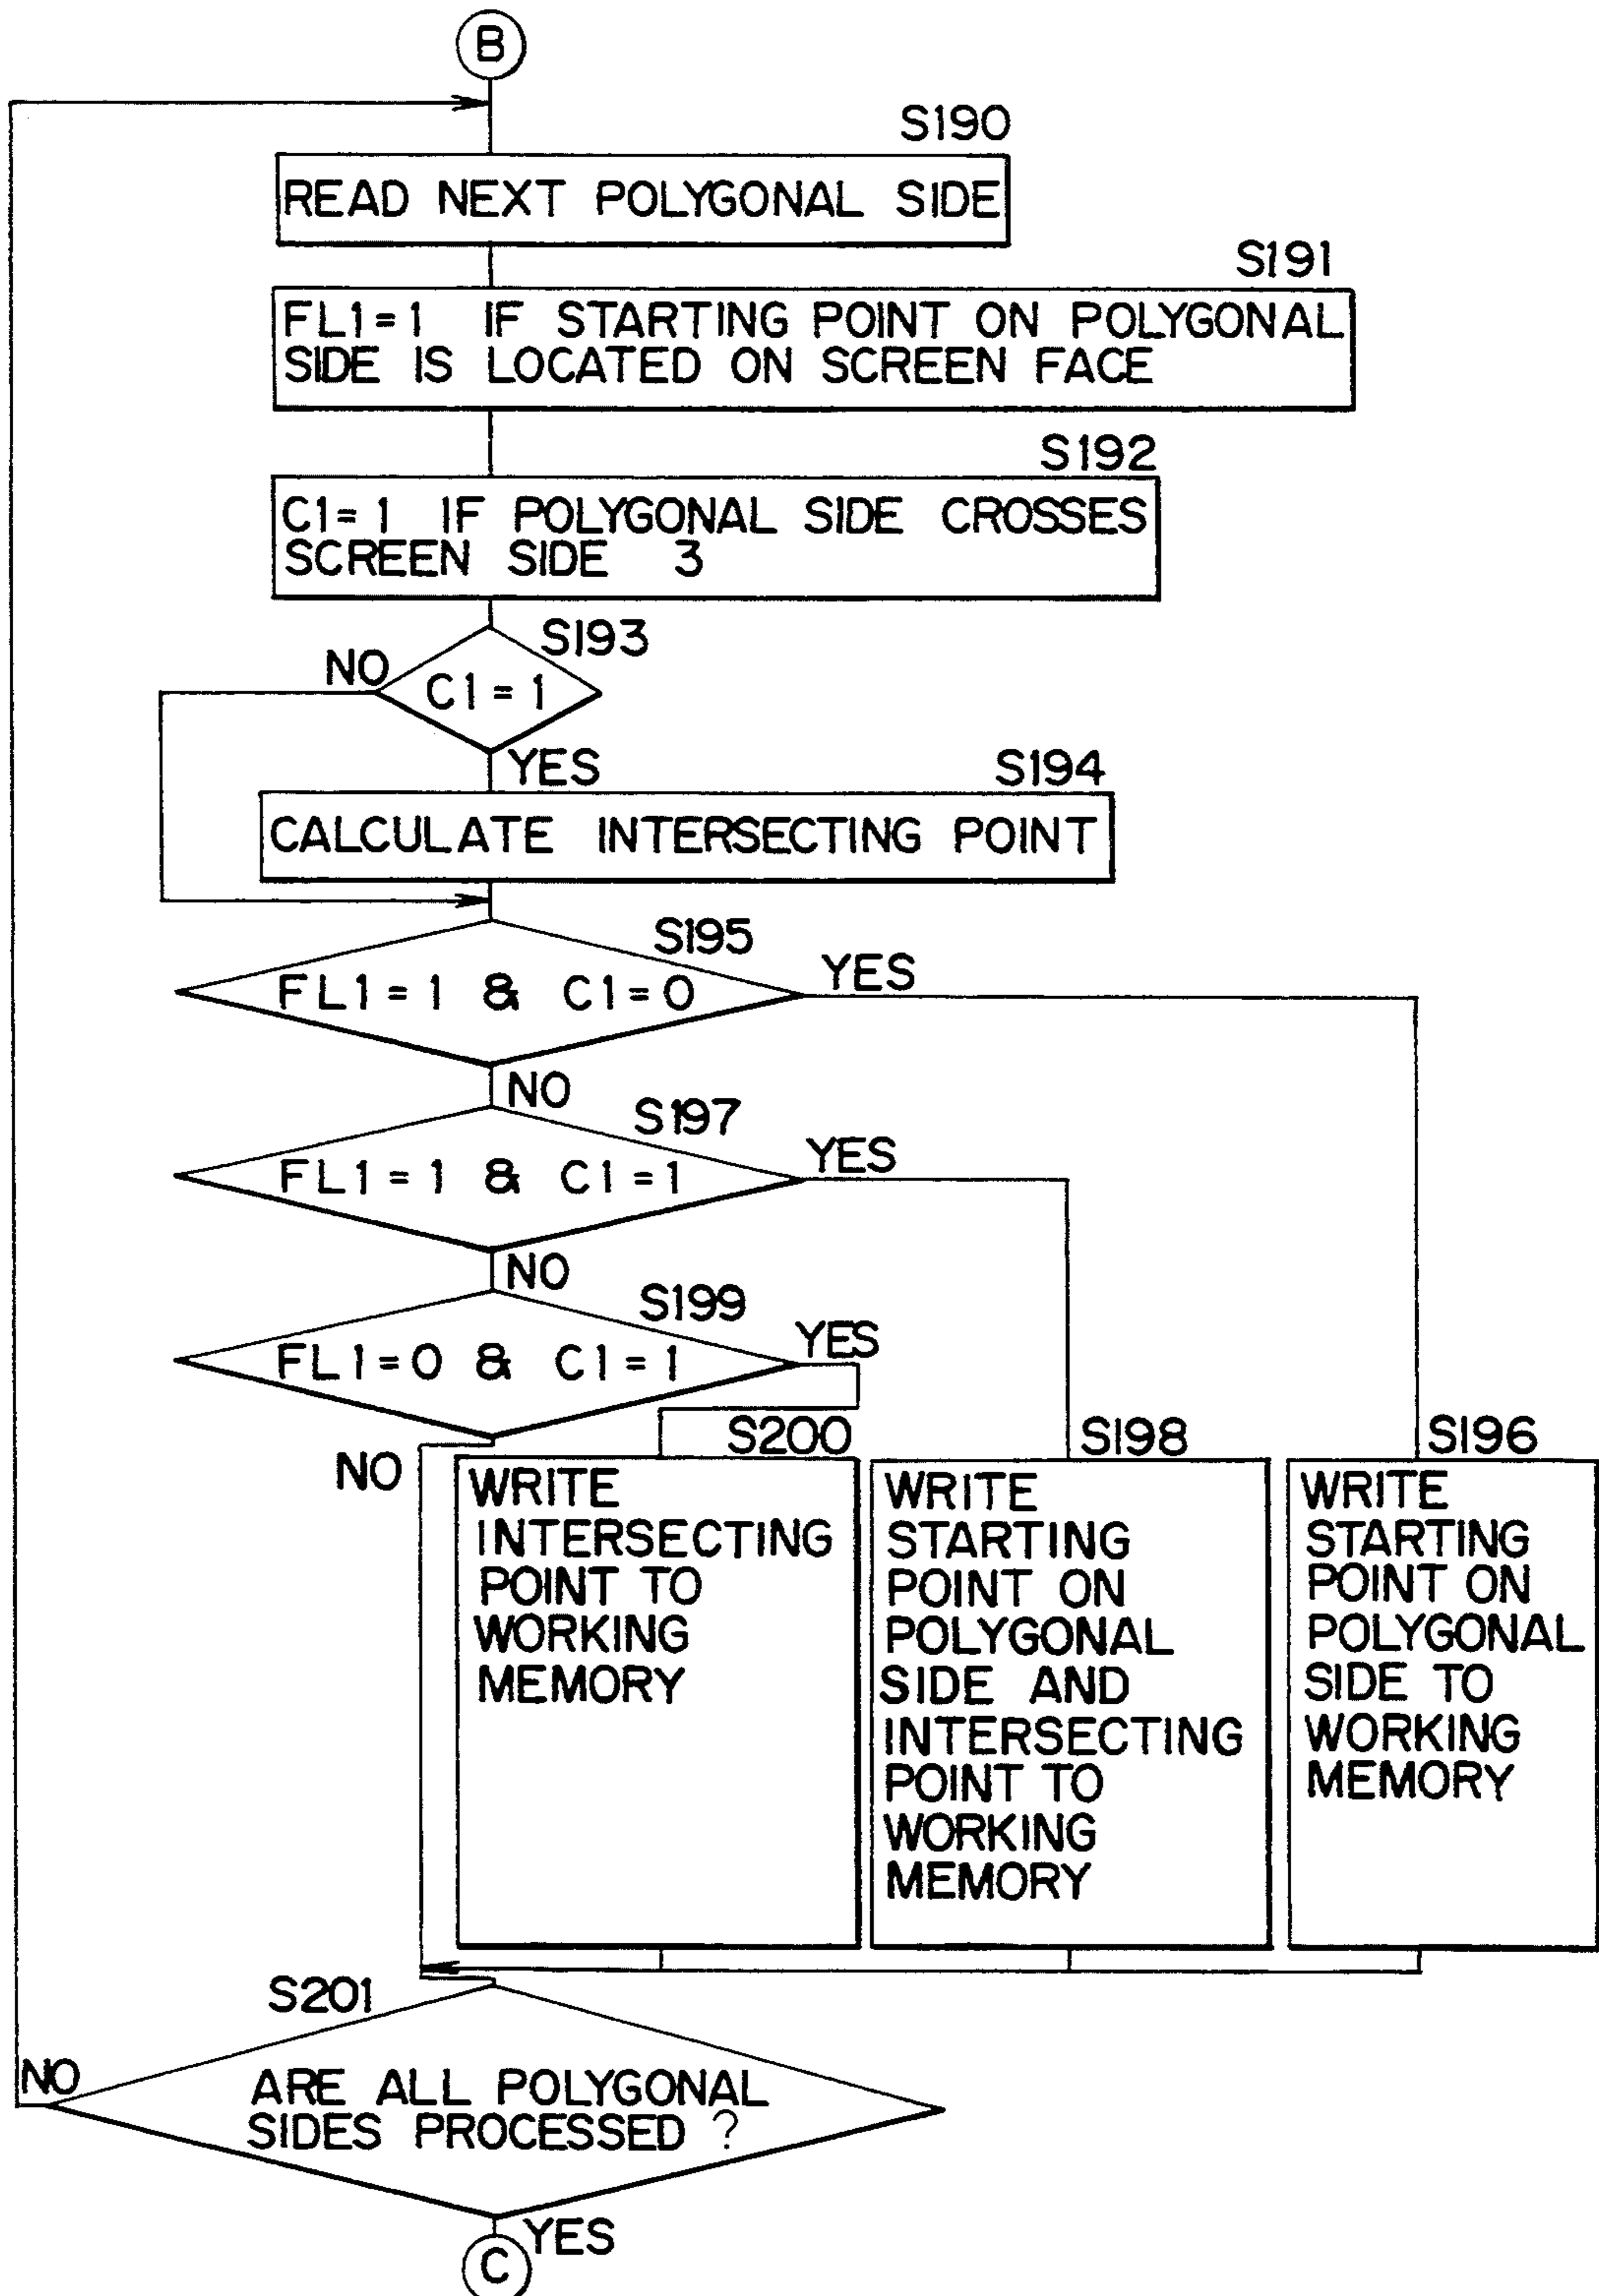 B
S190
READ NEXT POLYGONAL SIDE
S191
FL1=1 IF STARTING POINT ON POLYGONAL
SIDE IS LOCATED ON SCREEN FACE
S192
C1=1 IF POLYGONAL SIDE CROSSES
SCREEN SIDE 3
S193
NO
C1=1
YES
S194
CALCULATE INTERSECTING POINT
S195
YES
FL1=1 & C1=0
NO
S197
YES
FL1=1 & C1=1
NO
S199
YES
FL1=0 & C1=1
NO
S200
WRITE
INTERSECTING
POINT TO
WORKING
MEMORY
S198
WRITE
STARTING
POINT ON
POLYGONAL
SIDE AND
INTERSECTING
POINT TO
WORKING
MEMORY
S196
WRITE
STARTING
POINT ON
POLYGONAL
SIDE TO
WORKING
MEMORY
S201
NO
ARE ALL POLYGONAL
SIDES PROCESSED ?
YES
C